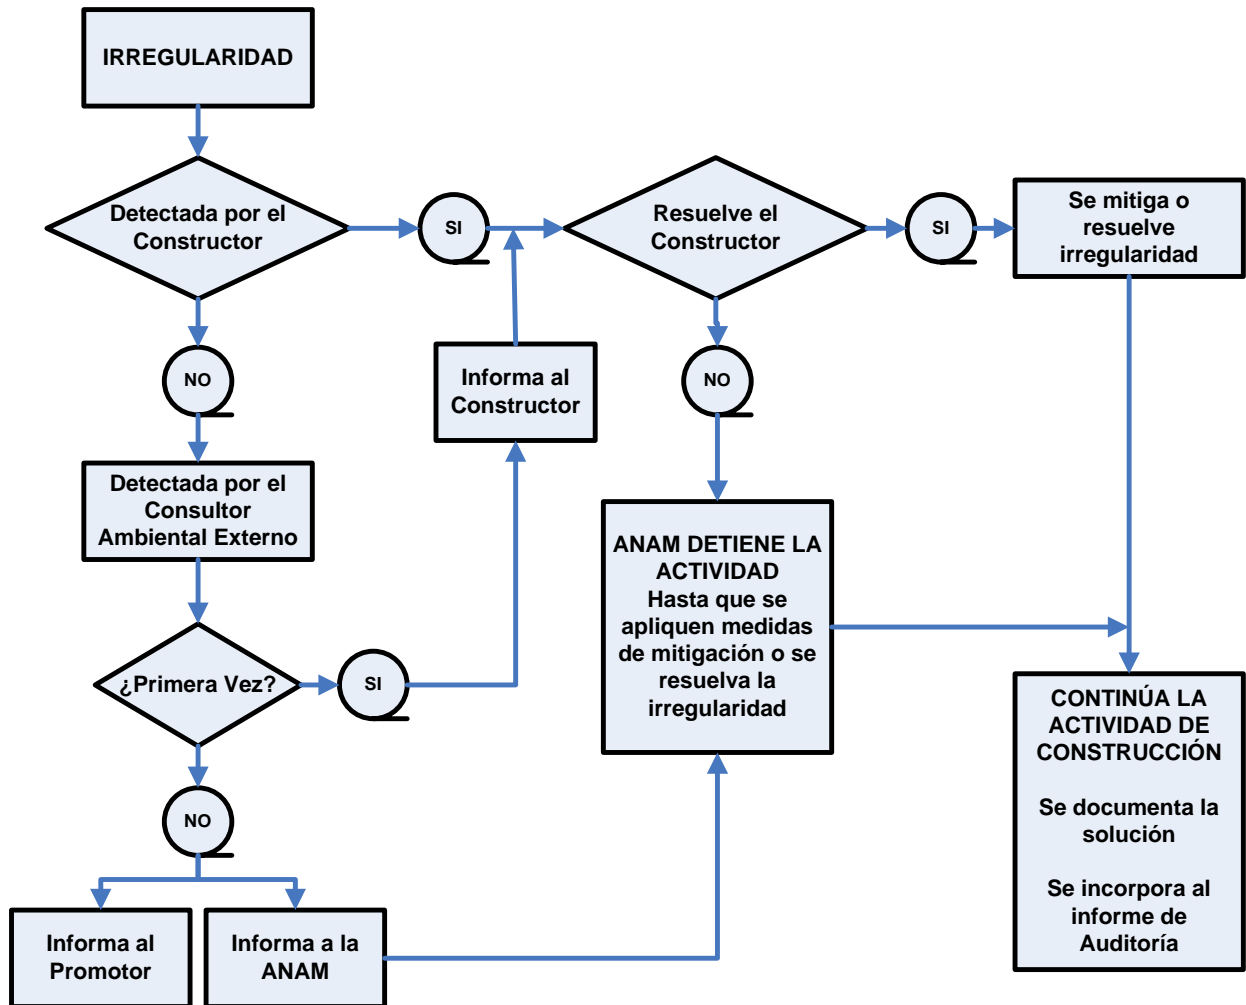 IRREGULARIDAD
Detectada por el
Constructor
SI
Resuelve el
Constructor
SI
Se mitiga o
resuelve
irregularidad
NO
Informa al
Constructor
NO
Detectada por el
Consultor
Ambiental Externo
¿Primera Vez?
SI
ANAM DETIENE LA
ACTIVIDAD
Hasta que se
apliquen medidas
de mitigación o se
resuelva la
irregularidad
CONTINÚA LA
ACTIVIDAD DE
CONSTRUCCIÓN
Se documenta la
solución
Se incorpora al
informe de
Auditoría
NO
Informa al
Promotor
Informa a la
ANAM